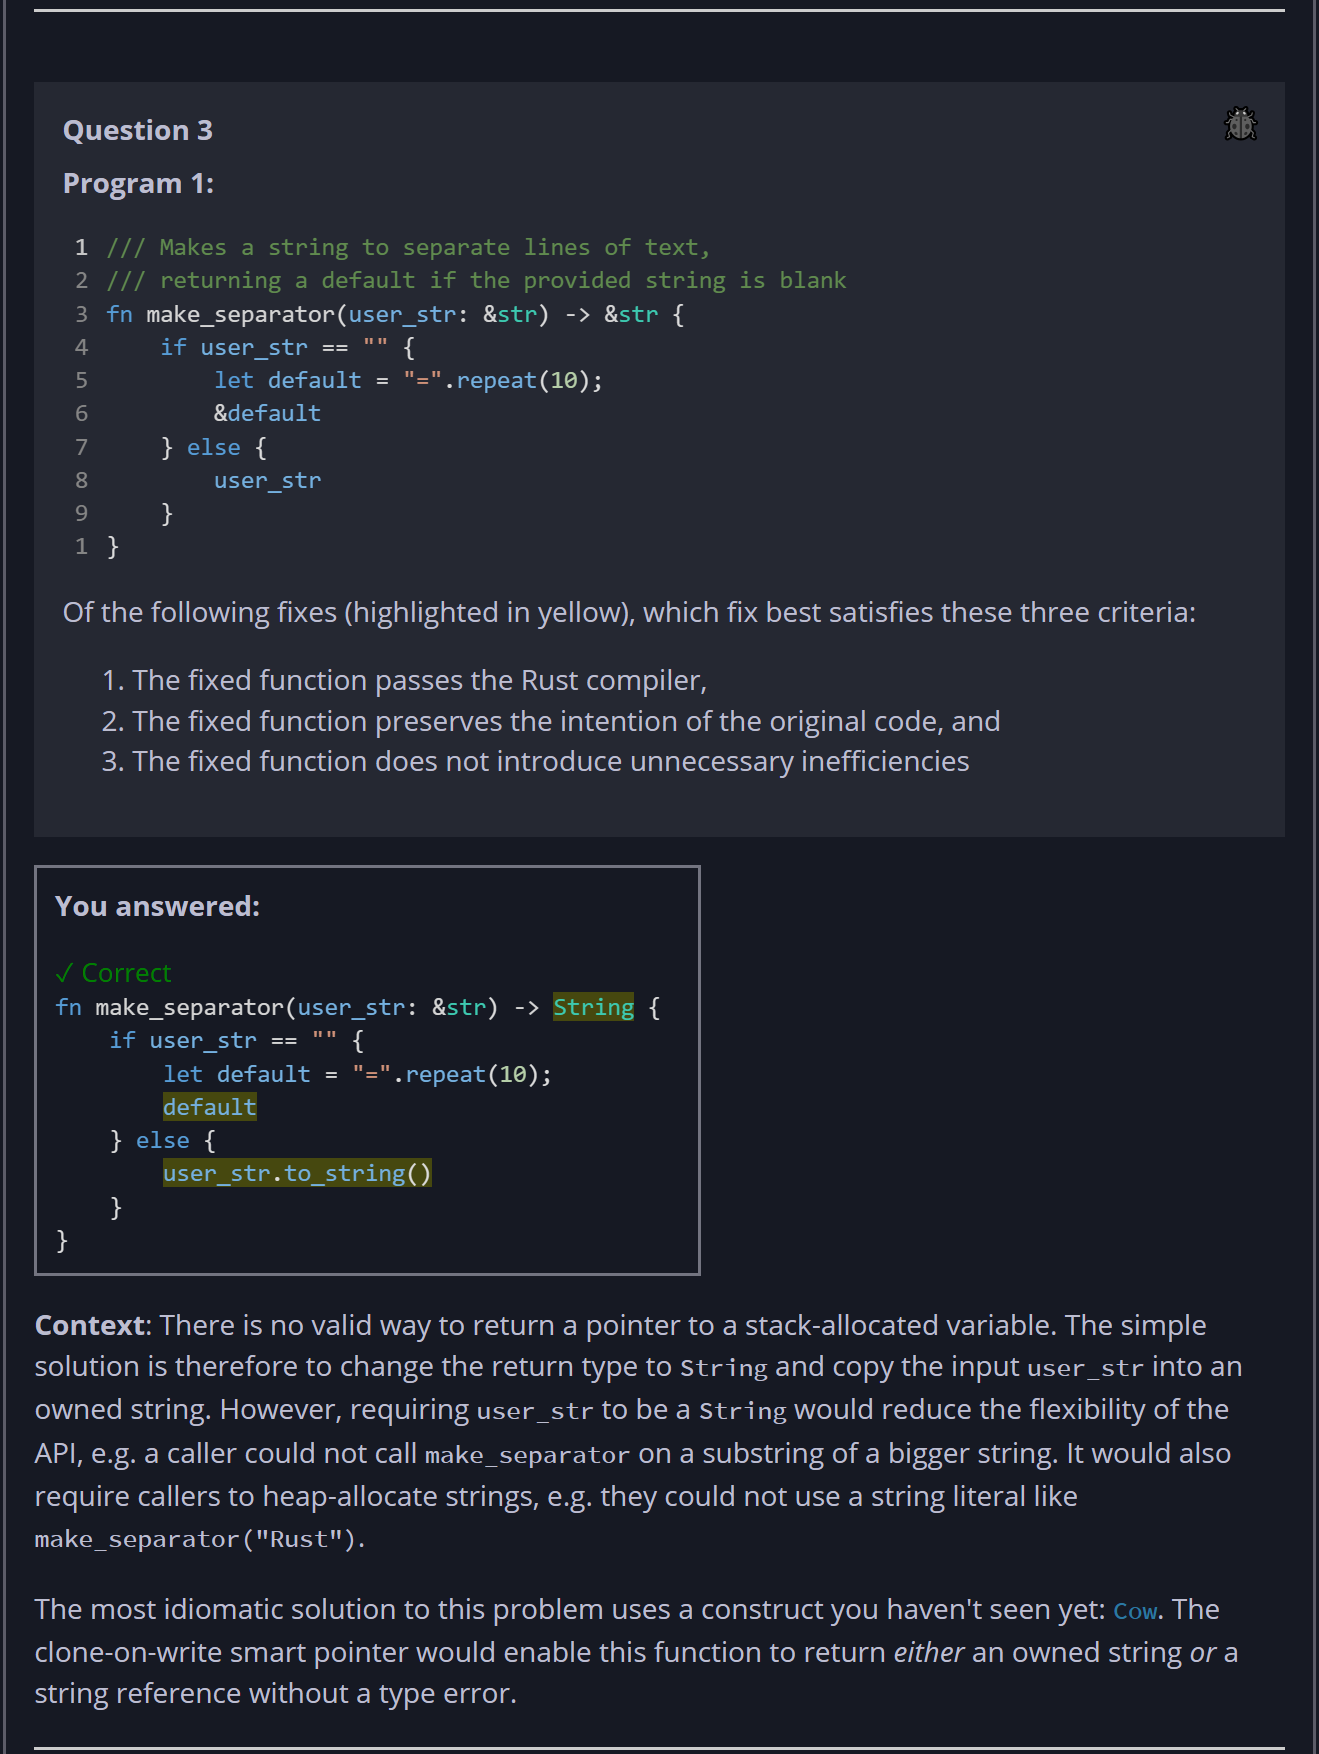 Question 3
Program 1:
1 /// Makes a string to separate lines of text,
2 /// returning a default if the provided string is blank
3 fn make_separator(user_str: &str) -> &str {
4     if user_str == "" {
5         let default = "=".repeat(10);
6         &default
7     } else {
8         user_str
9     }
1 }
Of the following fixes (highlighted in yellow), which fix best satisfies these three criteria:
1. The fixed function passes the Rust compiler,
2. The fixed function preserves the intention of the original code, and
3. The fixed function does not introduce unnecessary inefficiencies
You answered:
✓ Correct
fn make_separator(user_str: &str) -> String {
    if user_str == "" {
        let default = "=".repeat(10);
        default
    } else {
        user_str.to_string()
    }
}
Context: There is no valid way to return a pointer to a stack-allocated variable. The simple
solution is therefore to change the return type to String and copy the input user_str into an
owned string. However, requiring user_str to be a String would reduce the flexibility of the
API, e.g. a caller could not call make_separator on a substring of a bigger string. It would also
require callers to heap-allocate strings, e.g. they could not use a string literal like
make_separator("Rust").
The most idiomatic solution to this problem uses a construct you haven't seen yet: Cow. The
clone-on-write smart pointer would enable this function to return either an owned string or a
string reference without a type error.